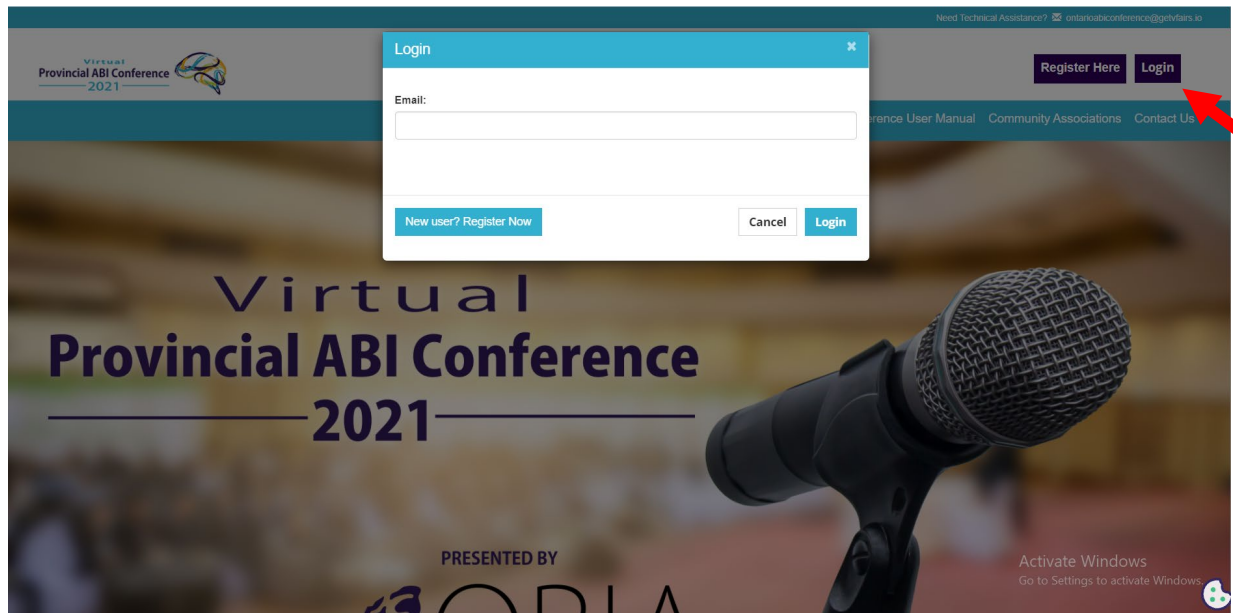 Need Technical Assistance? ontarioabiconference@getvfairs.io
Virtual
Provincial ABI Conference
2021
Login ×
Register Here Login
Email:
User Manual Community Associations Contact Us
New user? Register Now Cancel Login
Virtual
Provincial ABI Conference
2021
PRESENTED BY
Activate Windows
Go to Settings to activate Windows.